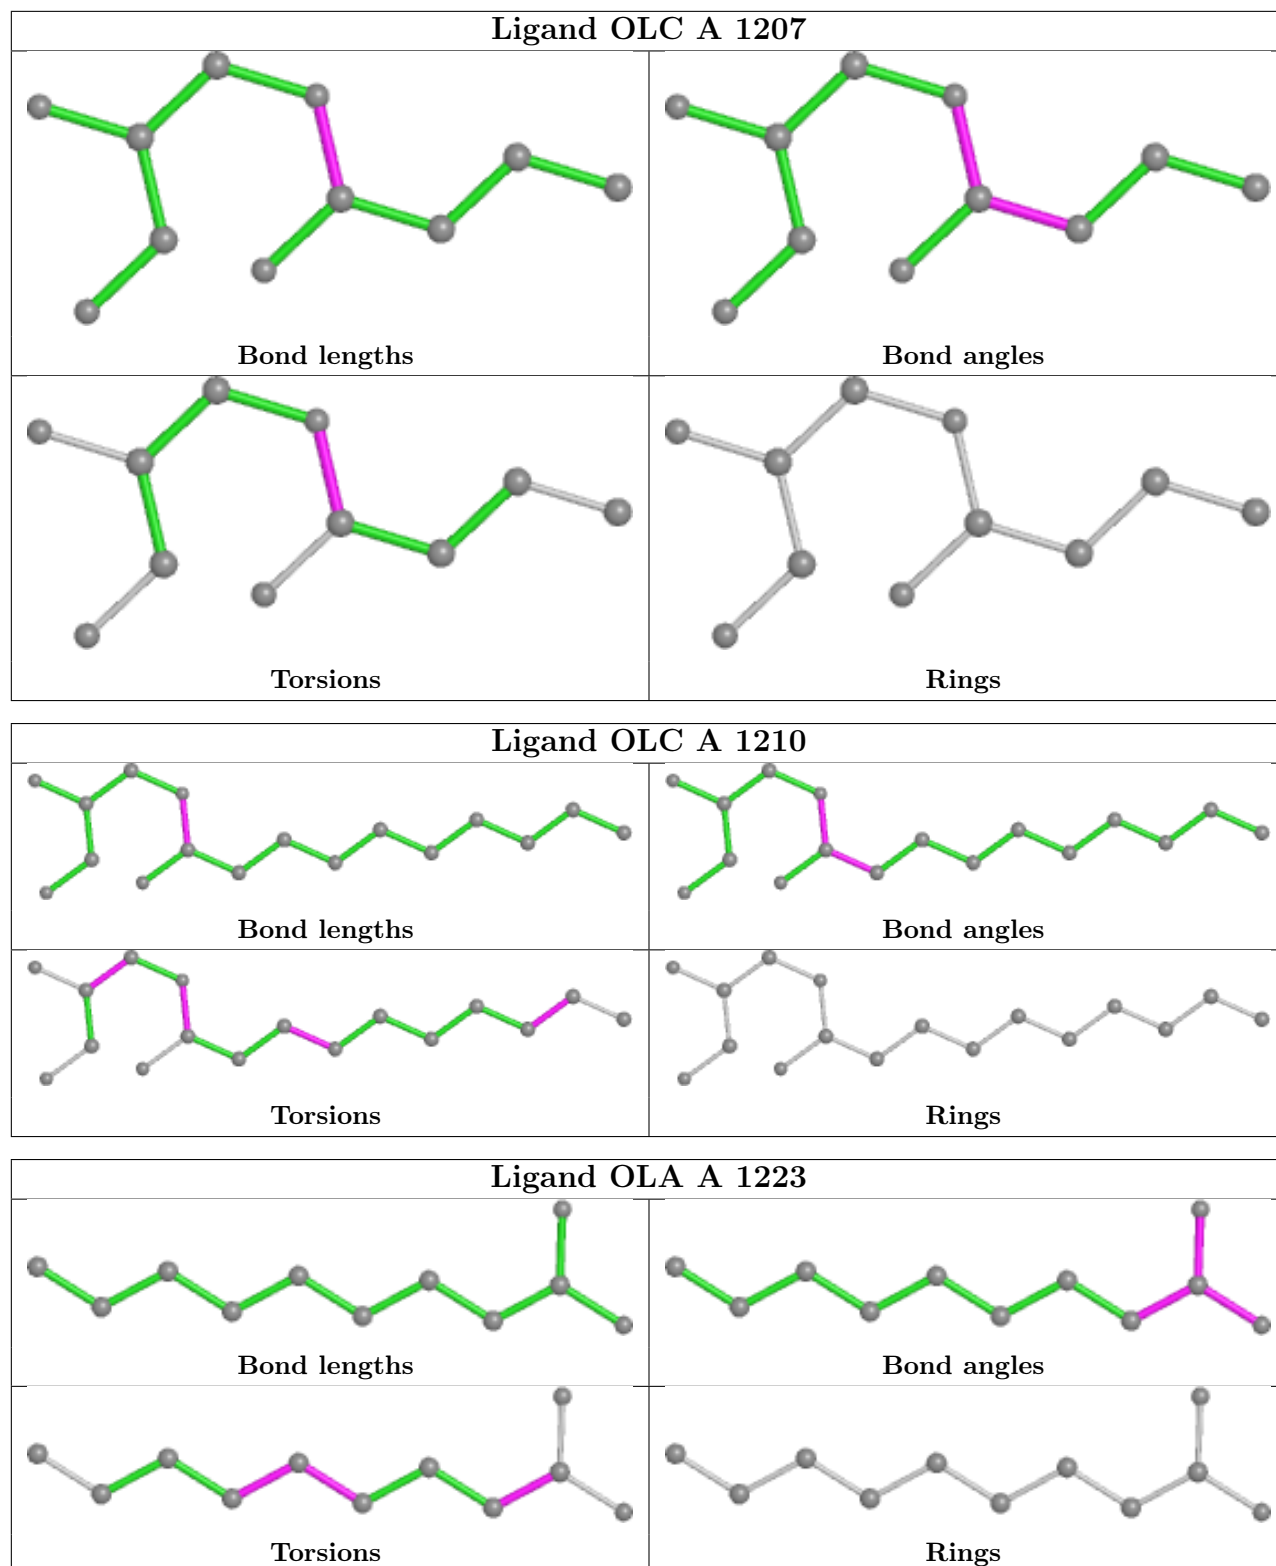 Ligand OLC A 1207
Bond lengths
Bond angles
Torsions
Rings
Ligand OLC A 1210
Bond lengths
Bond angles
Torsions
Rings
Ligand OLA A 1223
Bond lengths
Bond angles
Torsions
Rings